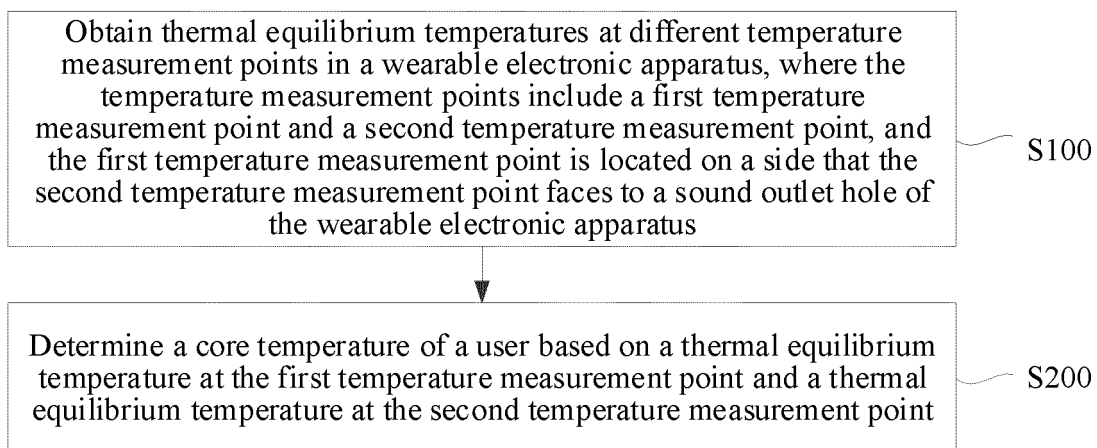 Obtain thermal equilibrium temperatures at different temperature
measurement points in a wearable electronic apparatus, where the
temperature measurement points include a first temperature
measurement point and a second temperature measurement point, and
the first temperature measurement point is located on a side that the
second temperature measurement point faces to a sound outlet hole of
the wearable electronic apparatus
S100
Determine a core temperature of a user based on a thermal equilibrium
temperature at the first temperature measurement point and a thermal
equilibrium temperature at the second temperature measurement point
S200